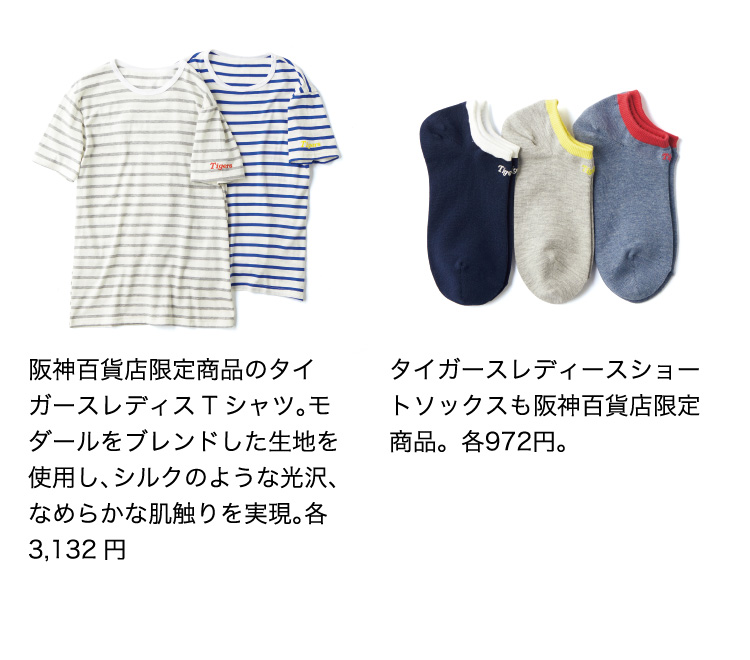 Tigers
Tigers
Tigers
阪神百貨店限定商品のタイ
ガースレディスTシャツ。モ
ダールをブレンドした生地を
使用し、シルクのような光沢、
なめらかな肌触りを実現。各
3,132円
タイガースレディースショー
トソックスも阪神百貨店限定
商品。各972円。